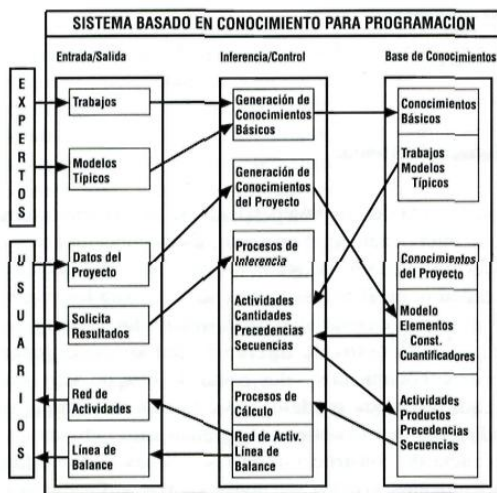 SISTEMA BASADO EN CONOCIMIENTO PARA PROGRAMACION
Entrada/Salida
Inferencia/Control
Base de Conocimientos
EXPERTOS
USUARIOS
Trabajos
Modelos
Típicos
Datos del
Proyecto
Solicita
Resultados
Red de
Actividades
Línea de
Balance
Generación de
Conocimientos
Básicos
Generación de
Conocimientos
del Proyecto
Procesos de
Inferencia
Actividades
Cantidades
Precedencias
Secuencias
Procesos de
Cálculo
Red de Activ.
Línea de
Balance
Conocimientos
Básicos
Trabajos
Modelos
Típicos
Conocimientos
del Proyecto
Modelo
Elementos
Const.
Cuantificadores
Actividades
Productos
Precedencias
Secuencias